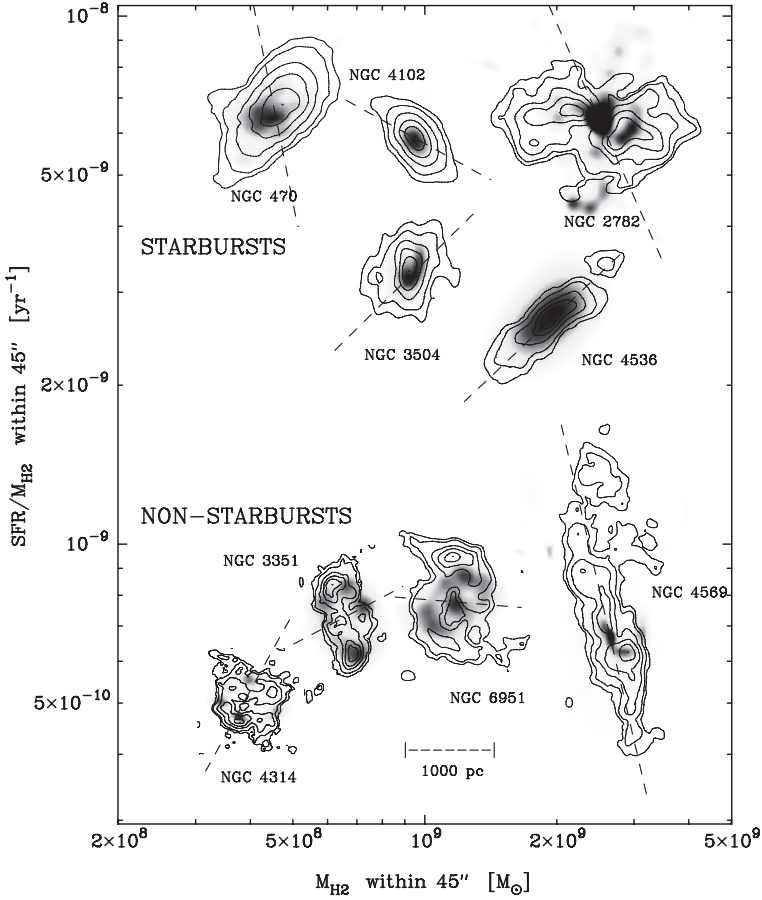 10⁻⁸
NGC 4102
5×10⁻⁹
NGC 470
NGC 2782
STARBURSTS
NGC 3504
NGC 4536
2×10⁻⁹
SFR/M_H2 within 45″ [yr⁻¹]
NON−STARBURSTS
10⁻⁹
NGC 3351
NGC 4569
5×10⁻¹⁰
NGC 6951
1000 pc
NGC 4314
2×10⁸ 5×10⁸ 10⁹ 2×10⁹ 5×10⁹
M_H2 within 45″ [M_⊙]